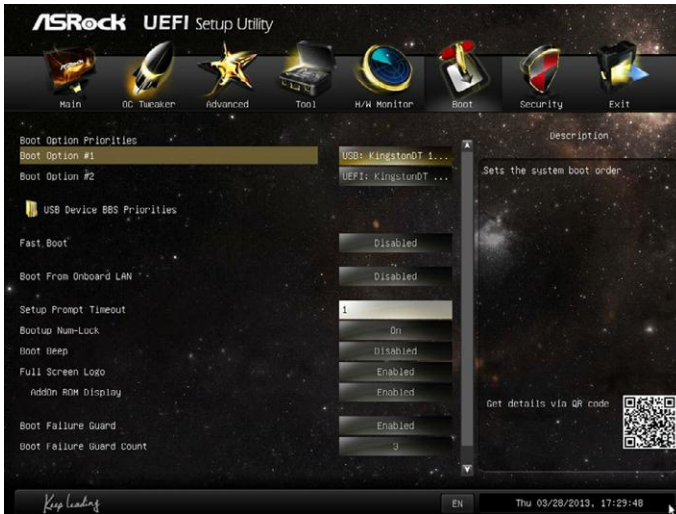 ASRock UEFI Setup Utility
ASRock
Main OC Tweaker Advanced Tool H/W Monitor Boot Security Exit
Boot Option Priorities
Boot Option #1 USB: KingstonDT 1...
Boot Option #2 UEFI: KingstonDT ...
USB Device BBS Priorities
Fast Boot Disabled
Boot From Onboard LAN Disabled
Setup Prompt Timeout 1
Bootup Num-Lock On
Boot Beep Disabled
Full Screen Logo Enabled
AddOn ROM Display Enabled
Boot Failure Guard Enabled
Boot Failure Guard Count 3
Description
Sets the system boot order
Get details via QR code
Keep Leading
EN Thu 03/28/2013, 17:29:48